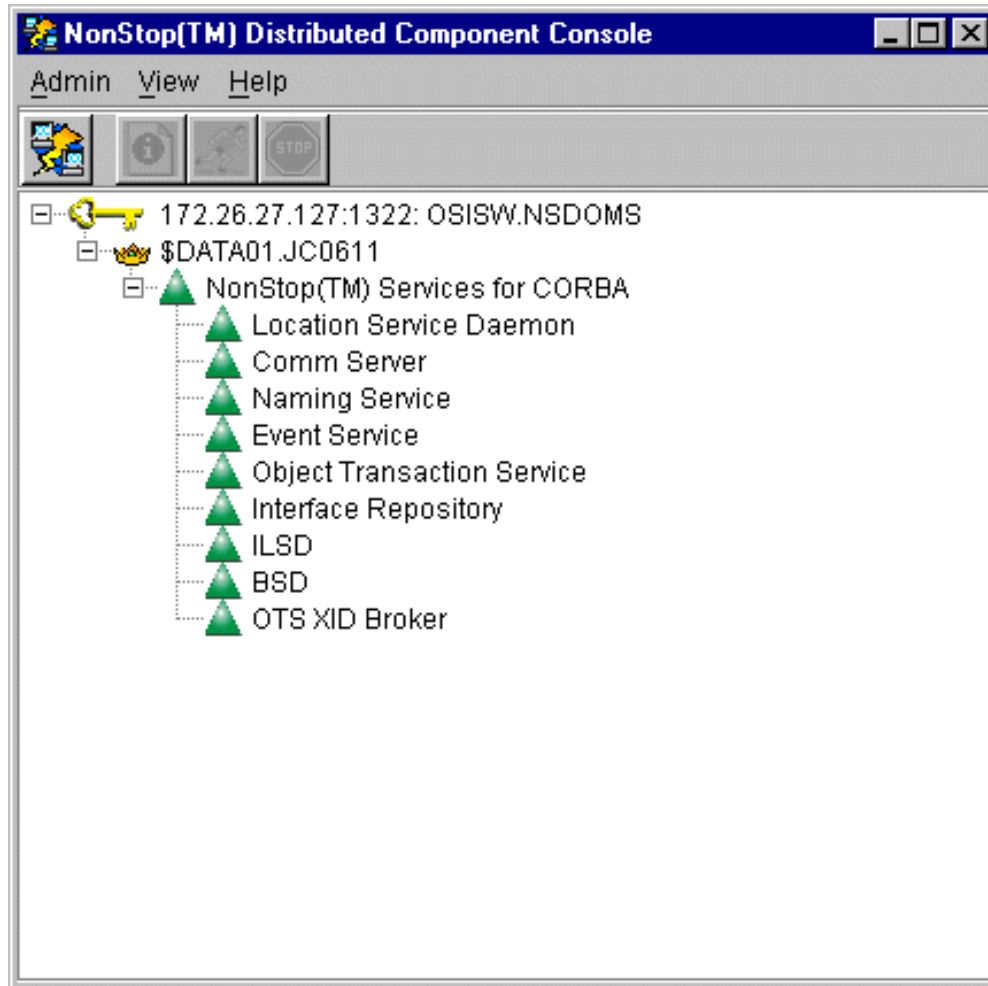 NonStop(TM) Distributed Component Console
Admin View Help
STOP
172.26.27.127:1322: OSISW.NSDOMS
$DATA01.JC0611
NonStop(TM) Services for CORBA
Location Service Daemon
Comm Server
Naming Service
Event Service
Object Transaction Service
Interface Repository
ILSD
BSD
OTS XID Broker